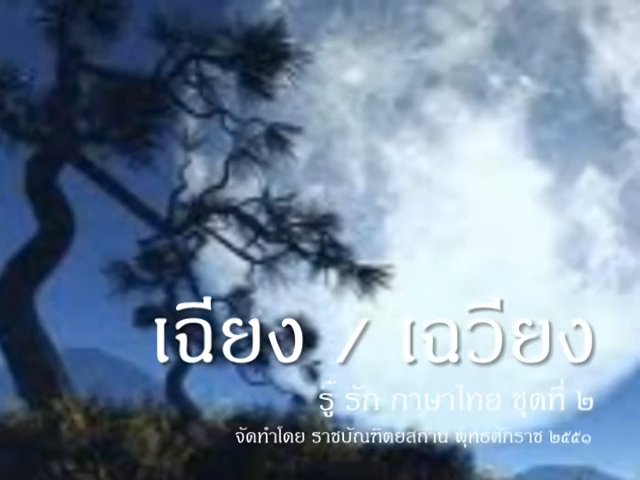 เฉียง / เฉวียง
รู้ รัก ภาษาไทย ชุดที่ ๒
จัดทำโดย ราชบัณฑิตยสถาน พุทธศักราช ๒๕๕๑